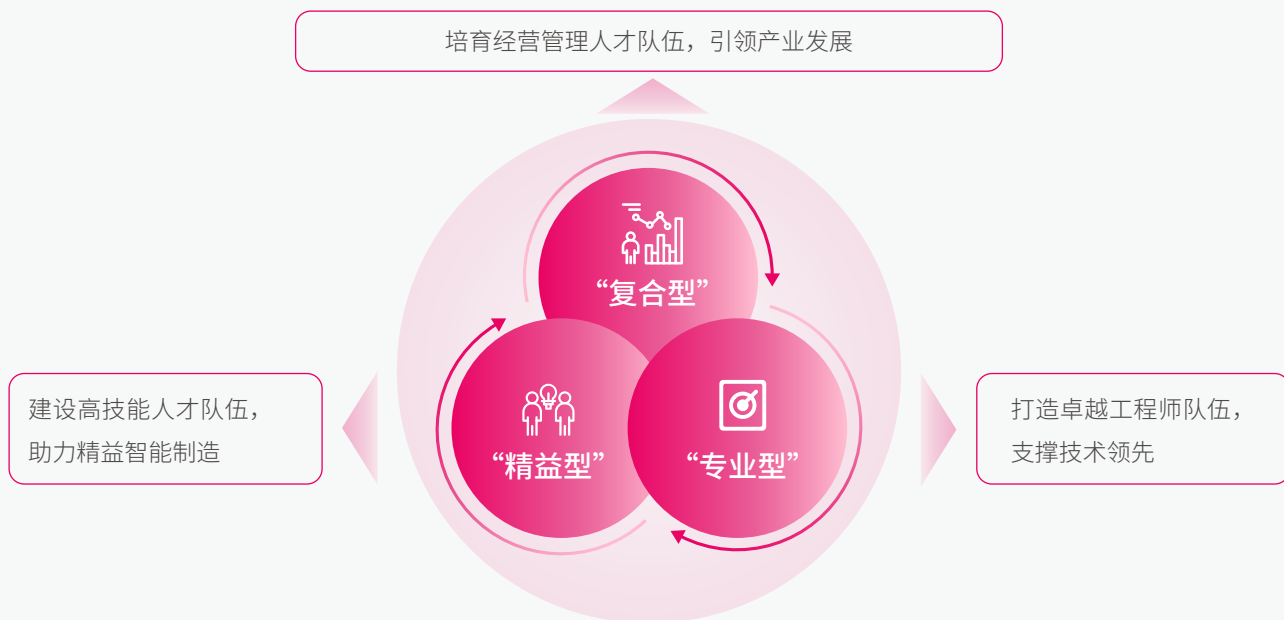 培育经营管理人才队伍，引领产业发展
“复合型”
建设高技能人才队伍，
助力精益智能制造
“精益型”
“专业型”
打造卓越工程师队伍，
支撑技术领先